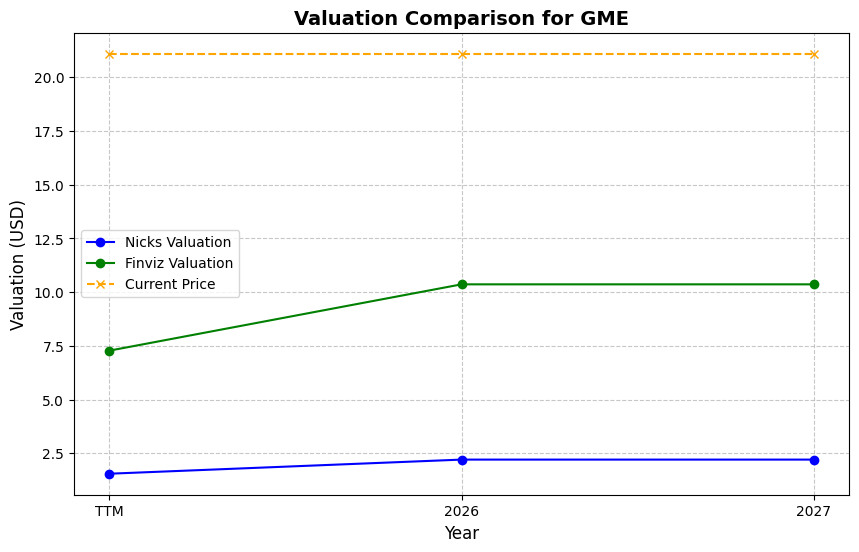 Valuation Comparison for GME
Valuation (USD)
20.0
17.5
15.0
12.5
10.0
7.5
5.0
2.5
Nicks Valuation
Finviz Valuation
Current Price
TTM 2026 2027
Year